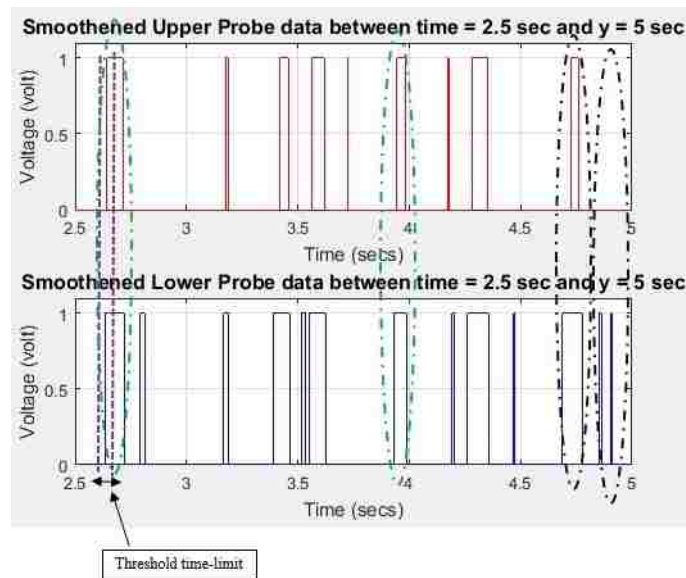 Smoothened Upper Probe data between time = 2.5 sec and y = 5 sec
Voltage (volt)
1
0.5
0
2.5 3 3.5 4 4.5 5
Time (secs)
Smoothened Lower Probe data between time = 2.5 sec and y = 5 sec
Voltage (volt)
1
0.5
0
2.5 3 3.5 4 4.5 5
Time (secs)
Threshold time-limit